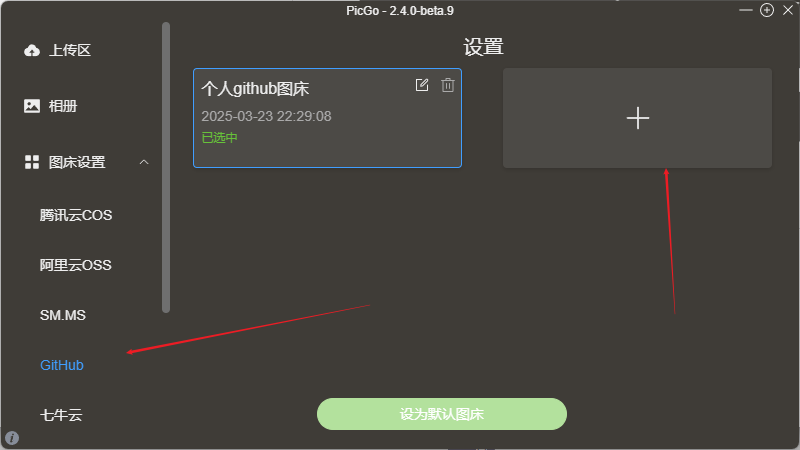 PicGo - 2.4.0-beta.9
上传区
相册
图床设置
腾讯云COS
阿里云OSS
SM.MS
GitHub
七牛云
设置
个人github图床
2025-03-23 22:29:08
已选中
设为默认图床